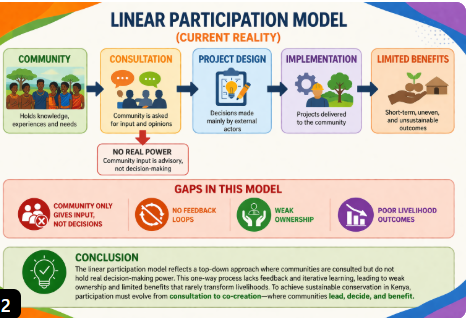 LINEAR PARTICIPATION MODEL
(CURRENT REALITY)
COMMUNITY
Holds knowledge,
experiences and needs
CONSULTATION
Community is asked
for input and opinions
PROJECT DESIGN
Decisions made
mainly by external
actors
IMPLEMENTATION
Projects delivered
to the community
LIMITED BENEFITS
Short-term, uneven,
and unsustainable
outcomes
NO REAL POWER
Community input is advisory,
not decision-making
GAPS IN THIS MODEL
COMMUNITY ONLY
GIVES INPUT,
NOT DECISIONS
NO FEEDBACK
LOOPS
WEAK
OWNERSHIP
POOR LIVELIHOOD
OUTCOMES
CONCLUSION
The linear participation model reflects a top-down approach where communities are consulted but do not
hold real decision-making power. This one-way process lacks feedback and iterative learning, leading to weak
ownership and limited benefits that rarely transform livelihoods. To achieve sustainable conservation in Kenya,
participation must evolve from consultation to co-creation—where communities lead, decide, and benefit.
2